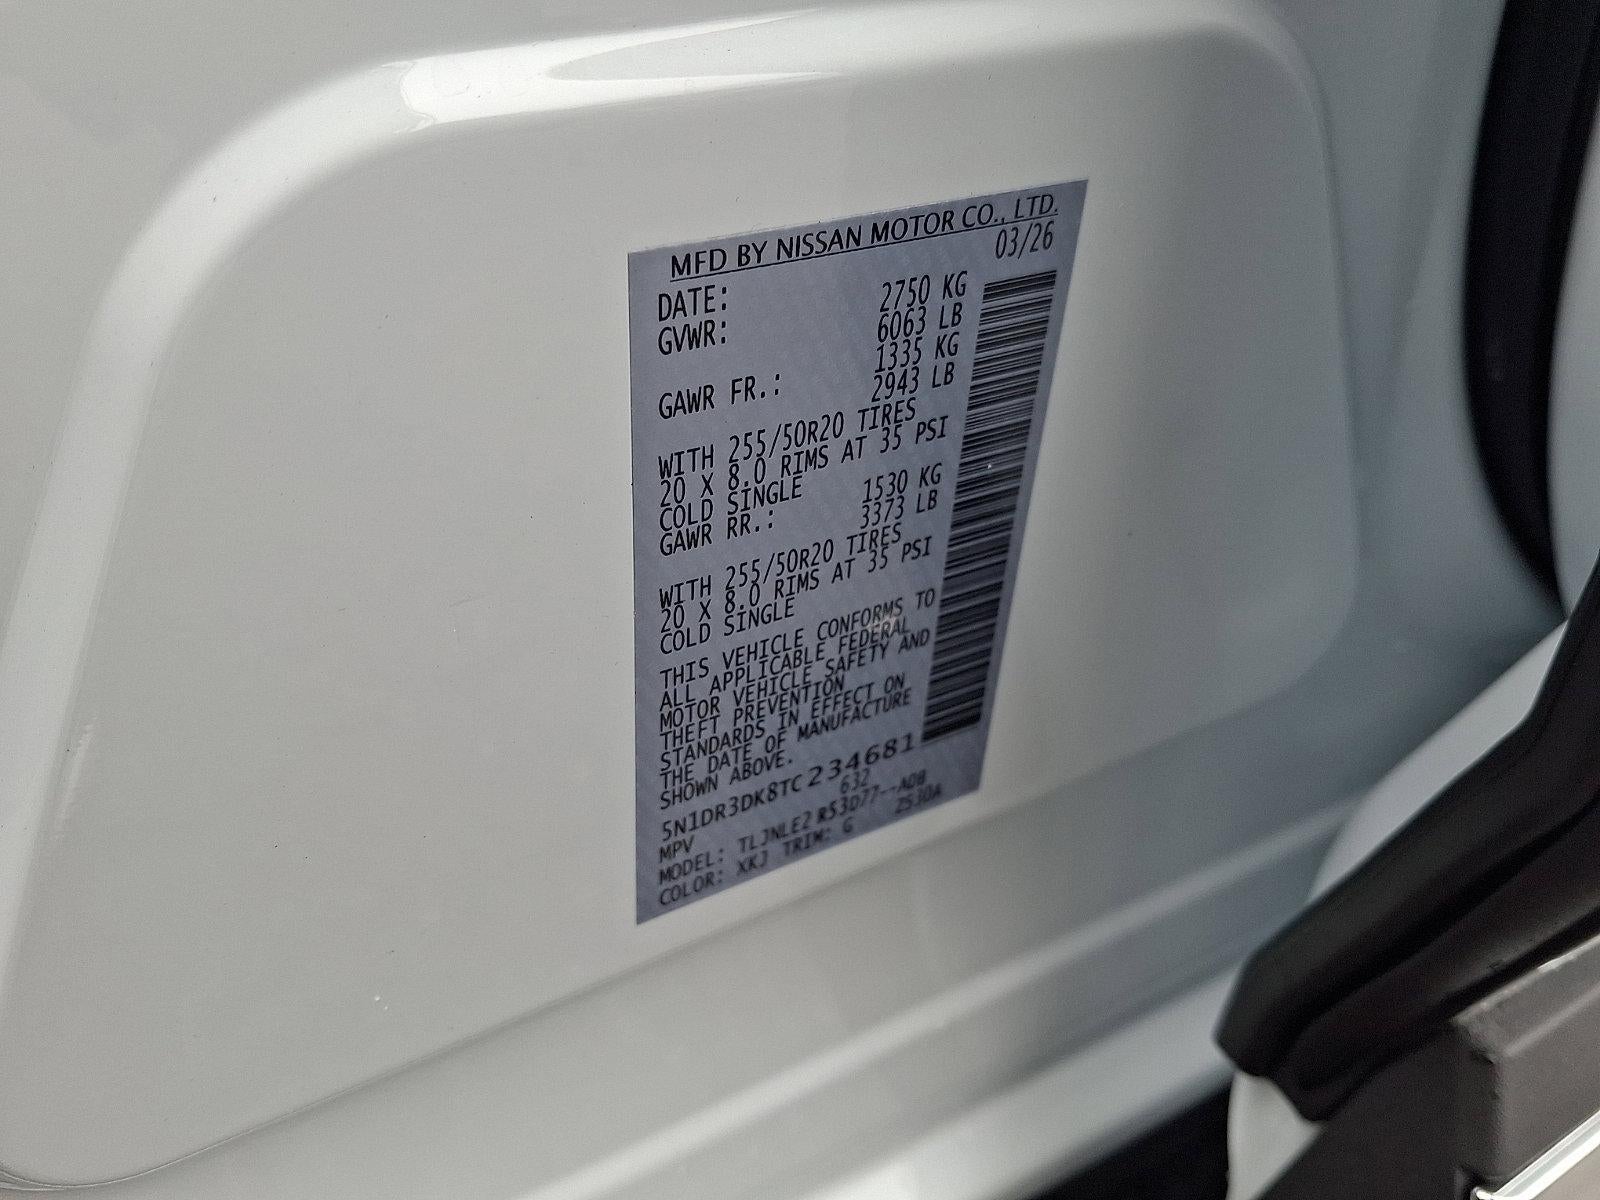 MFD BY NISSAN MOTOR CO., LTD.
DATE: 03/26
GVWR: 2750 KG
6063 LB
GAWR FR.: 1335 KG
2943 LB
WITH 255/50R20 TIRES
20 X 8.0 RIMS AT 35 PSI
COLD SINGLE
GAWR RR.: 1530 KG
3373 LB
WITH 255/50R20 TIRES
20 X 8.0 RIMS AT 35 PSI
COLD SINGLE
THIS VEHICLE CONFORMS TO
ALL APPLICABLE FEDERAL
MOTOR VEHICLE SAFETY AND
THEFT PREVENTION
STANDARDS IN EFFECT ON
THE DATE OF MANUFACTURE
SHOWN ABOVE.
5N1DR3DK8TC234681
MPV 632
MODEL: TLJNLE2 R53D77--ADB
COLOR: XKJ TRIM: G Z530A